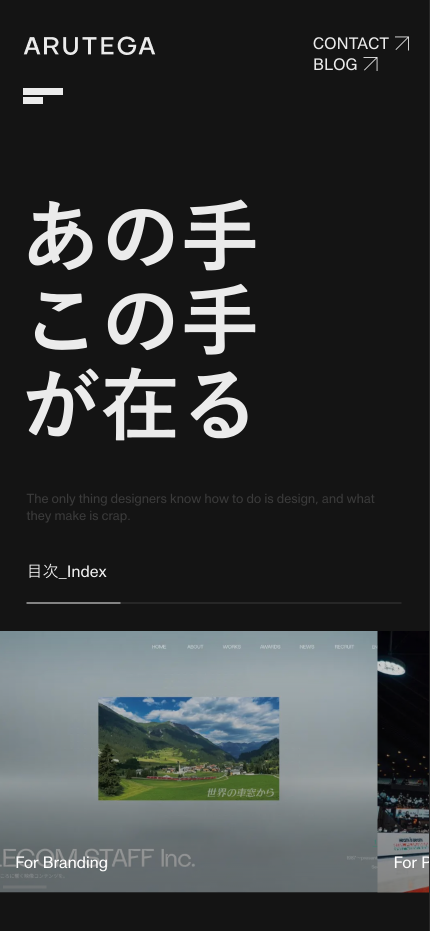 ARUTEGA
CONTACT
BLOG
あの手
この手
が在る
The only thing designers know how to do is design, and what
they make is crap.
目次_Index
HOME ABOUT WORKS AWARDS NEWS RECRUIT
世界の車窓から
LECOM STAFF Inc.
For Branding
For F